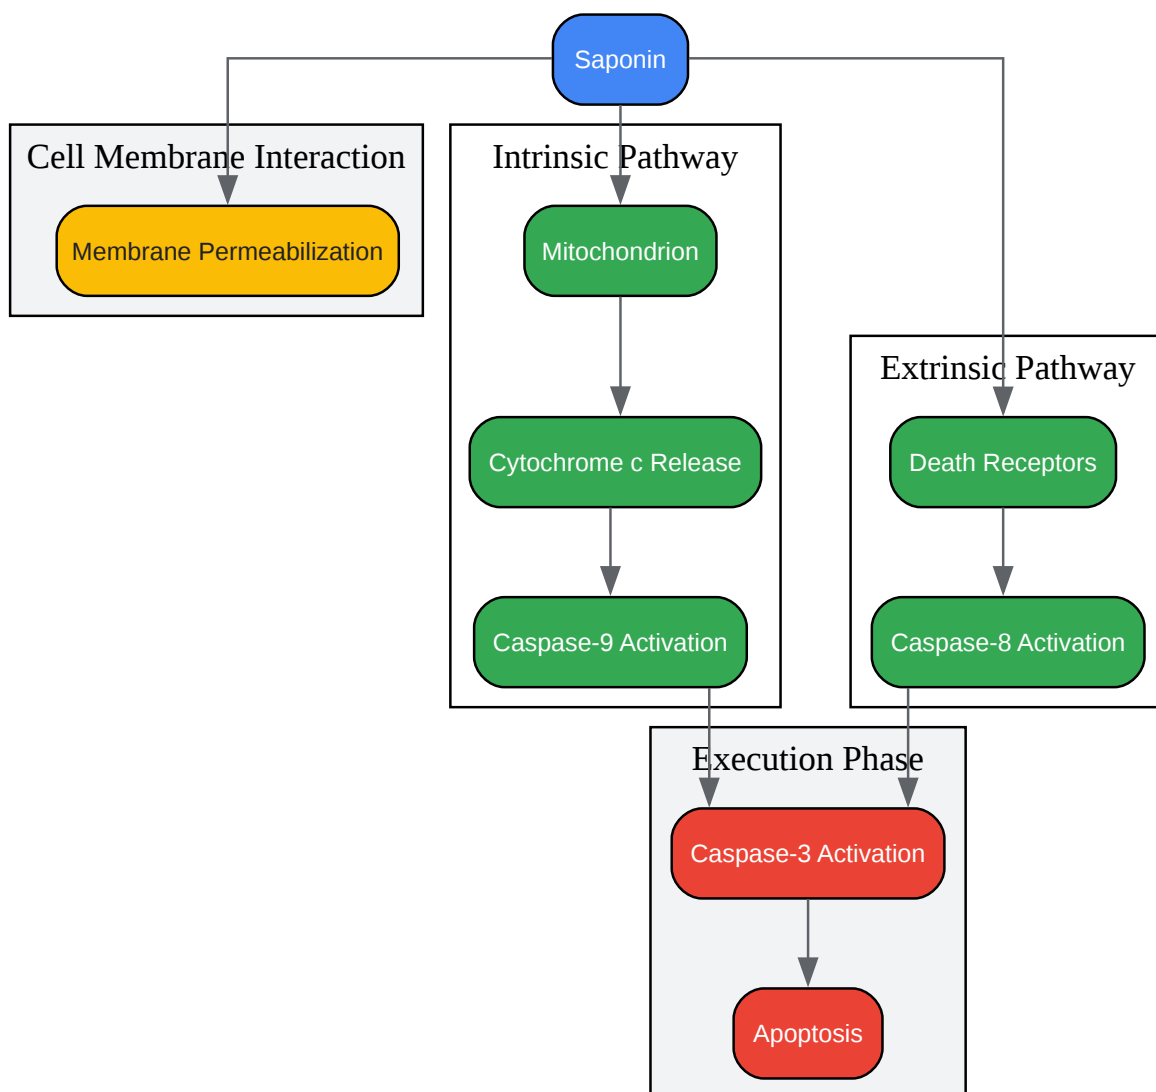 Saponin
Cell Membrane Interaction
Membrane Permeabilization
Intrinsic Pathway
Mitochondrion
Cytochrome c Release
Caspase-9 Activation
Extrinsic Pathway
Death Receptors
Caspase-8 Activation
Execution Phase
Caspase-3 Activation
Apoptosis